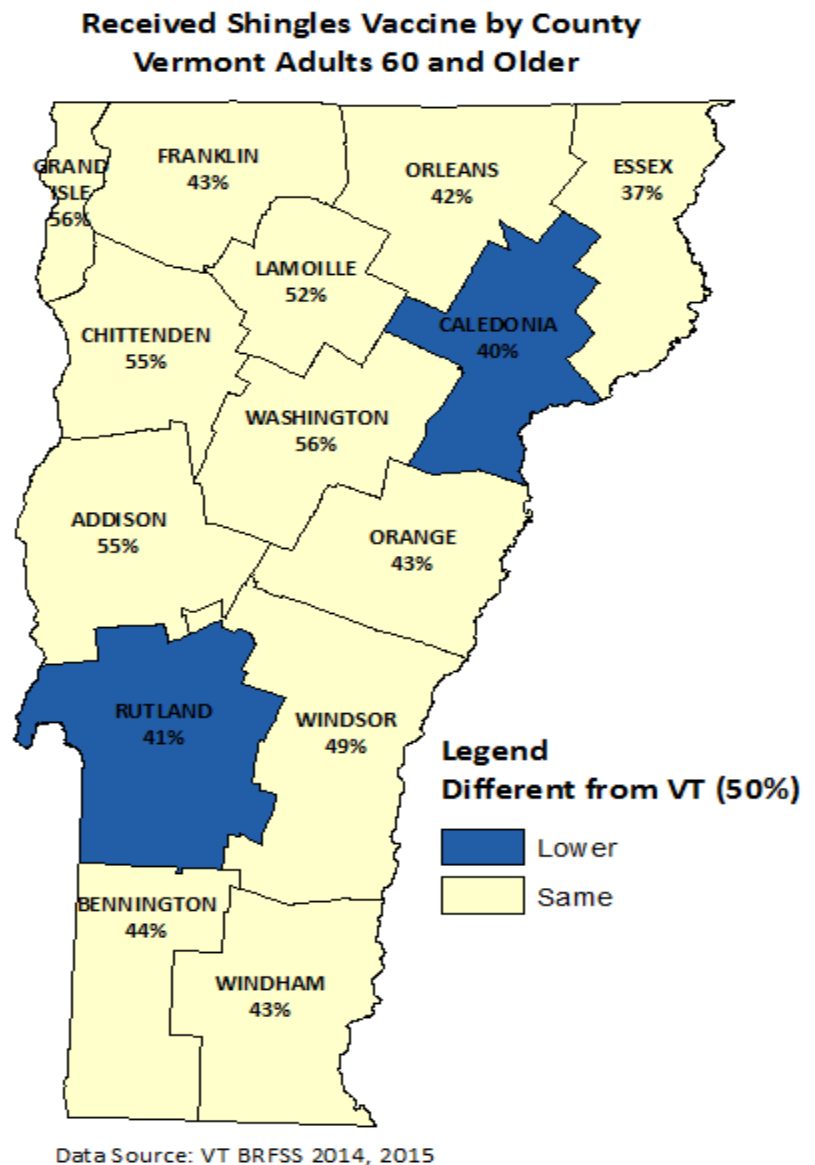 Received Shingles Vaccine by County
Vermont Adults 60 and Older
GRAND
ISLE
56%
FRANKLIN
43%
ORLEANS
42%
ESSEX
37%
LAMOILLE
52%
CALEDONIA
40%
CHITTENDEN
55%
WASHINGTON
56%
ADDISON
55%
ORANGE
43%
RUTLAND
41%
WINDSOR
49%
Legend
Different from VT (50%)
Lower
Same
BENNINGTON
44%
WINDHAM
43%
Data Source: VT BRFSS 2014, 2015